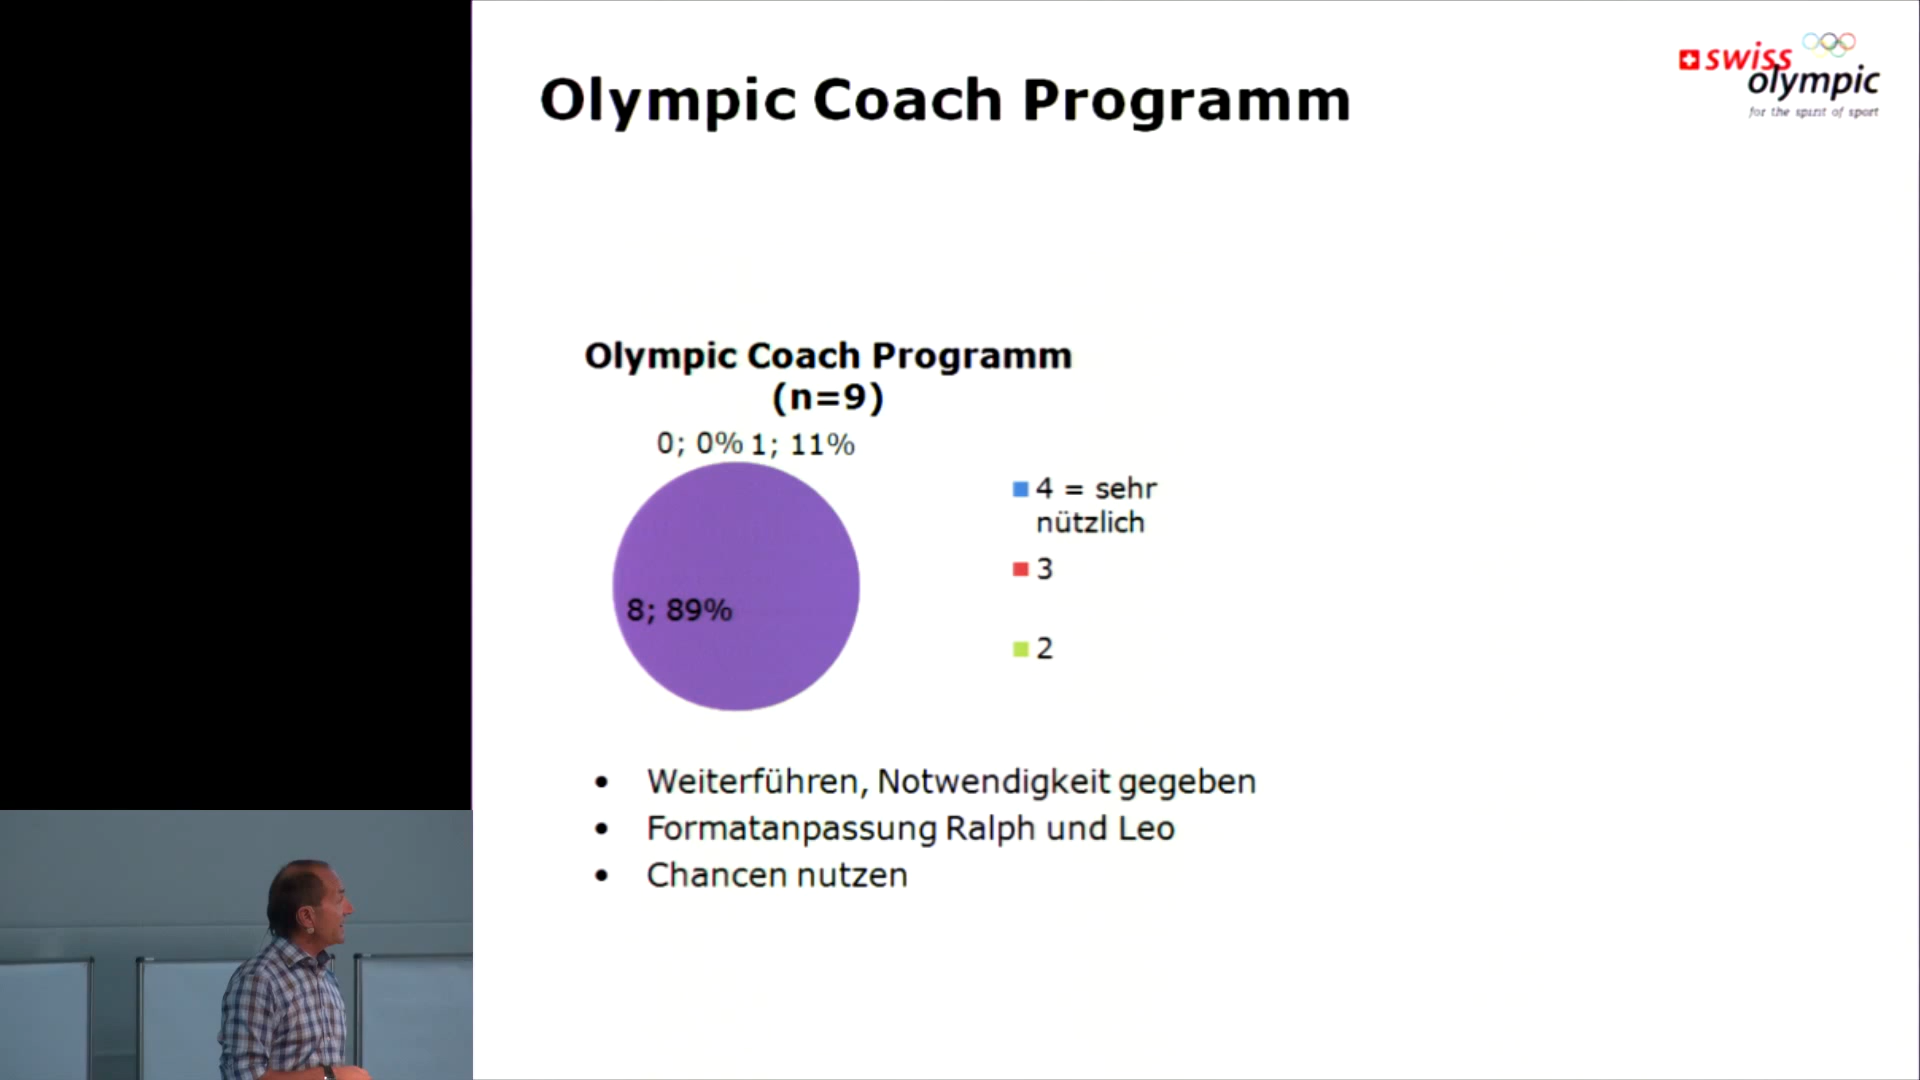 swiss
olympic
for the spirit of sport
Olympic Coach Programm
Olympic Coach Programm
(n=9)
0; 0% 1; 11%
8; 89%
4 = sehr
nützlich
3
2
• Weiterführen, Notwendigkeit gegeben
• Formatanpassung Ralph und Leo
• Chancen nutzen